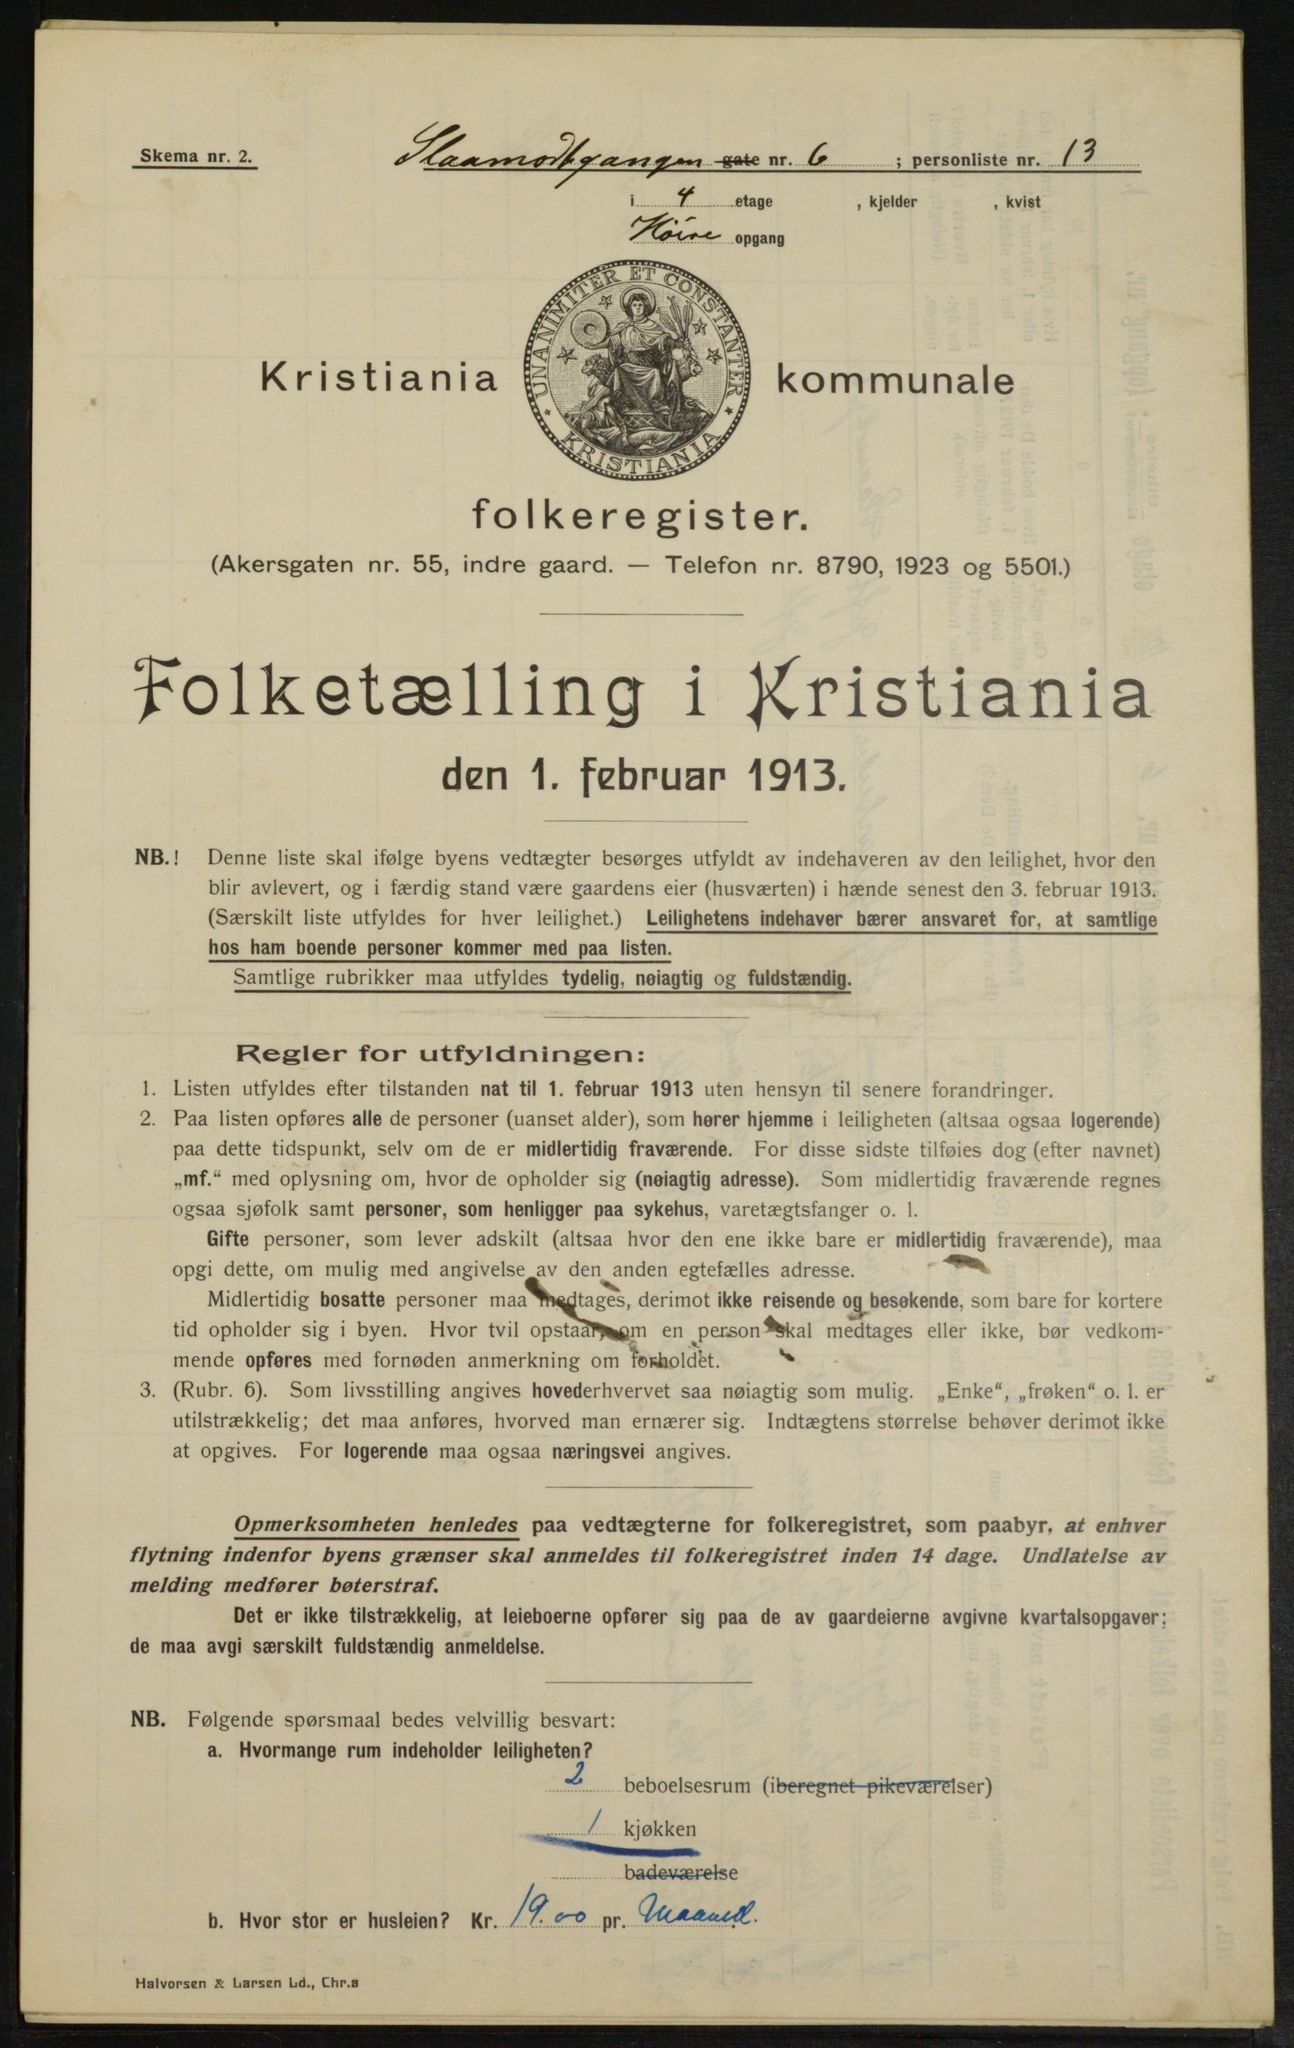 Skema nr. 2.
Slaamodtgangen gate nr. 6 ; personliste nr. 13
i 4 etage , kjelder , kvist
Høire opgang
UNANIMITER ET CONSTANTER
KRISTIANIA
Kristiania kommunale
folkeregister.
(Akersgaten nr. 55, indre gaard. — Telefon nr. 8790, 1923 og 5501.)
Folketælling i Kristiania
den 1. februar 1913.
NB.! Denne liste skal ifølge byens vedtægter besørges utfyldt av indehaveren av den leilighet, hvor den
blir avlevert, og i færdig stand være gaardens eier (husværten) i hænde senest den 3. februar 1913.
(Særskilt liste utfyldes for hver leilighet.) Leilighetens indehaver bærer ansvaret for, at samtlige
hos ham boende personer kommer med paa listen.
Samtlige rubrikker maa utfyldes tydelig, nøiagtig og fuldstændig.
Regler for utfyldningen:
1. Listen utfyldes efter tilstanden nat til 1. februar 1913 uten hensyn til senere forandringer.
2. Paa listen opføres alle de personer (uanset alder), som hører hjemme i leiligheten (altsaa ogsaa logerende)
paa dette tidspunkt, selv om de er midlertidig fraværende. For disse sidste tilføies dog (efter navnet)
„mf.“ med oplysning om, hvor de opholder sig (nøiagtig adresse). Som midlertidig fraværende regnes
ogsaa sjøfolk samt personer, som henligger paa sykehus, varetægtsfanger o. l.
Gifte personer, som lever adskilt (altsaa hvor den ene ikke bare er midlertidig fraværende), maa
opgi dette, om mulig med angivelse av den anden egtefælles adresse.
Midlertidig bosatte personer maa medtages, derimot ikke reisende og besøkende, som bare for kortere
tid opholder sig i byen. Hvor tvil opstaar, om en person skal medtages eller ikke, bør vedkom-
mende opføres med fornøden anmerkning om forholdet.
3. (Rubr. 6). Som livsstilling angives hovederhvervet saa nøiagtig som mulig. „Enke“, „frøken“ o. l. er
utilstrækkelig; det maa anføres, hvorved man ernærer sig. Indtægtens størrelse behøver derimot ikke
at opgives. For logerende maa ogsaa næringsvei angives.
Opmerksomheten henledes paa vedtægterne for folkeregistret, som paabyr, at enhver
flytning indenfor byens grænser skal anmeldes til folkeregistret inden 14 dage. Undlatelse av
melding medfører bøterstraf.
Det er ikke tilstrækkelig, at leieboerne opfører sig paa de av gaardeierne avgivne kvartalsopgaver;
de maa avgi særskilt fuldstændig anmeldelse.
NB. Følgende spørsmaal bedes velvillig besvart:
a. Hvormange rum indeholder leiligheten?
2 beboelsesrum (iberegnet pikeværelser)
1 kjøkken
badeværelse
b. Hvor stor er husleien? Kr. 19.00 pr. Maaned.
Halvorsen & Larsen Ld., Chr.a